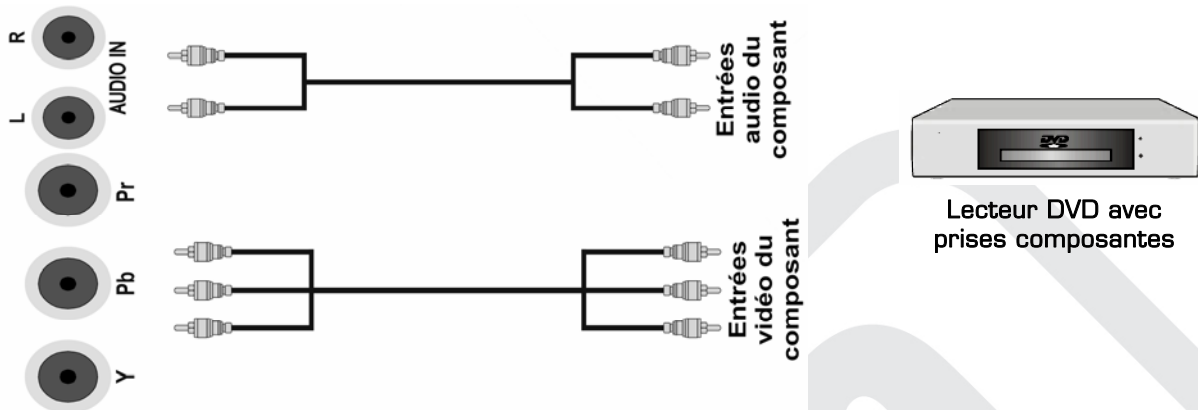 R
L
AUDIO IN
Pr
Pb
Y
Entrées
audio du
composant
Entrées
vidéo du
composant
DVD
Lecteur DVD avec
prises composantes